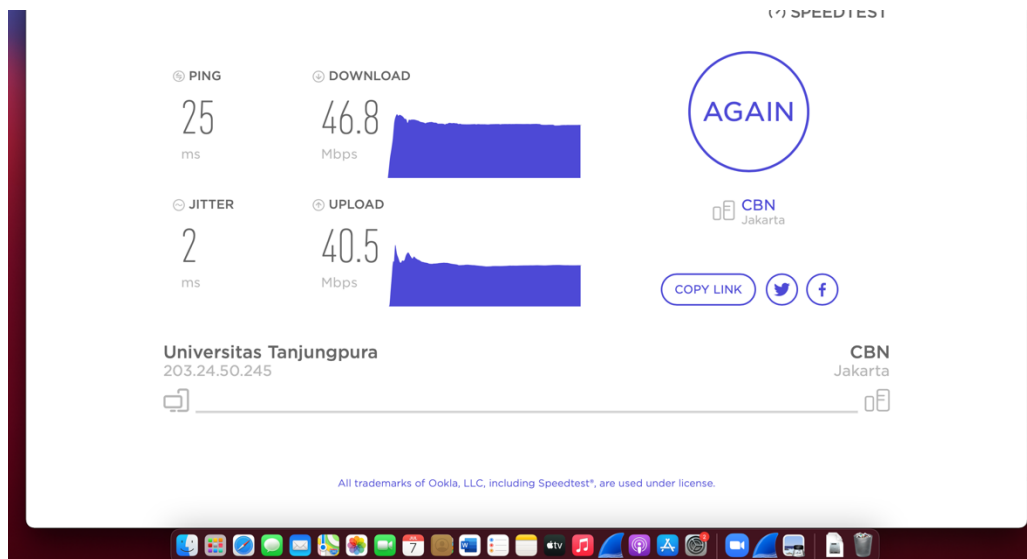 SPEEDTEST
PING
25
ms
DOWNLOAD
46.8
Mbps
AGAIN
JITTER
2
ms
UPLOAD
40.5
Mbps
CBN
Jakarta
COPY LINK
Universitas Tanjungpura
203.24.50.245
CBN
Jakarta
All trademarks of Ookla, LLC, including Speedtest®, are used under license.
7
tv